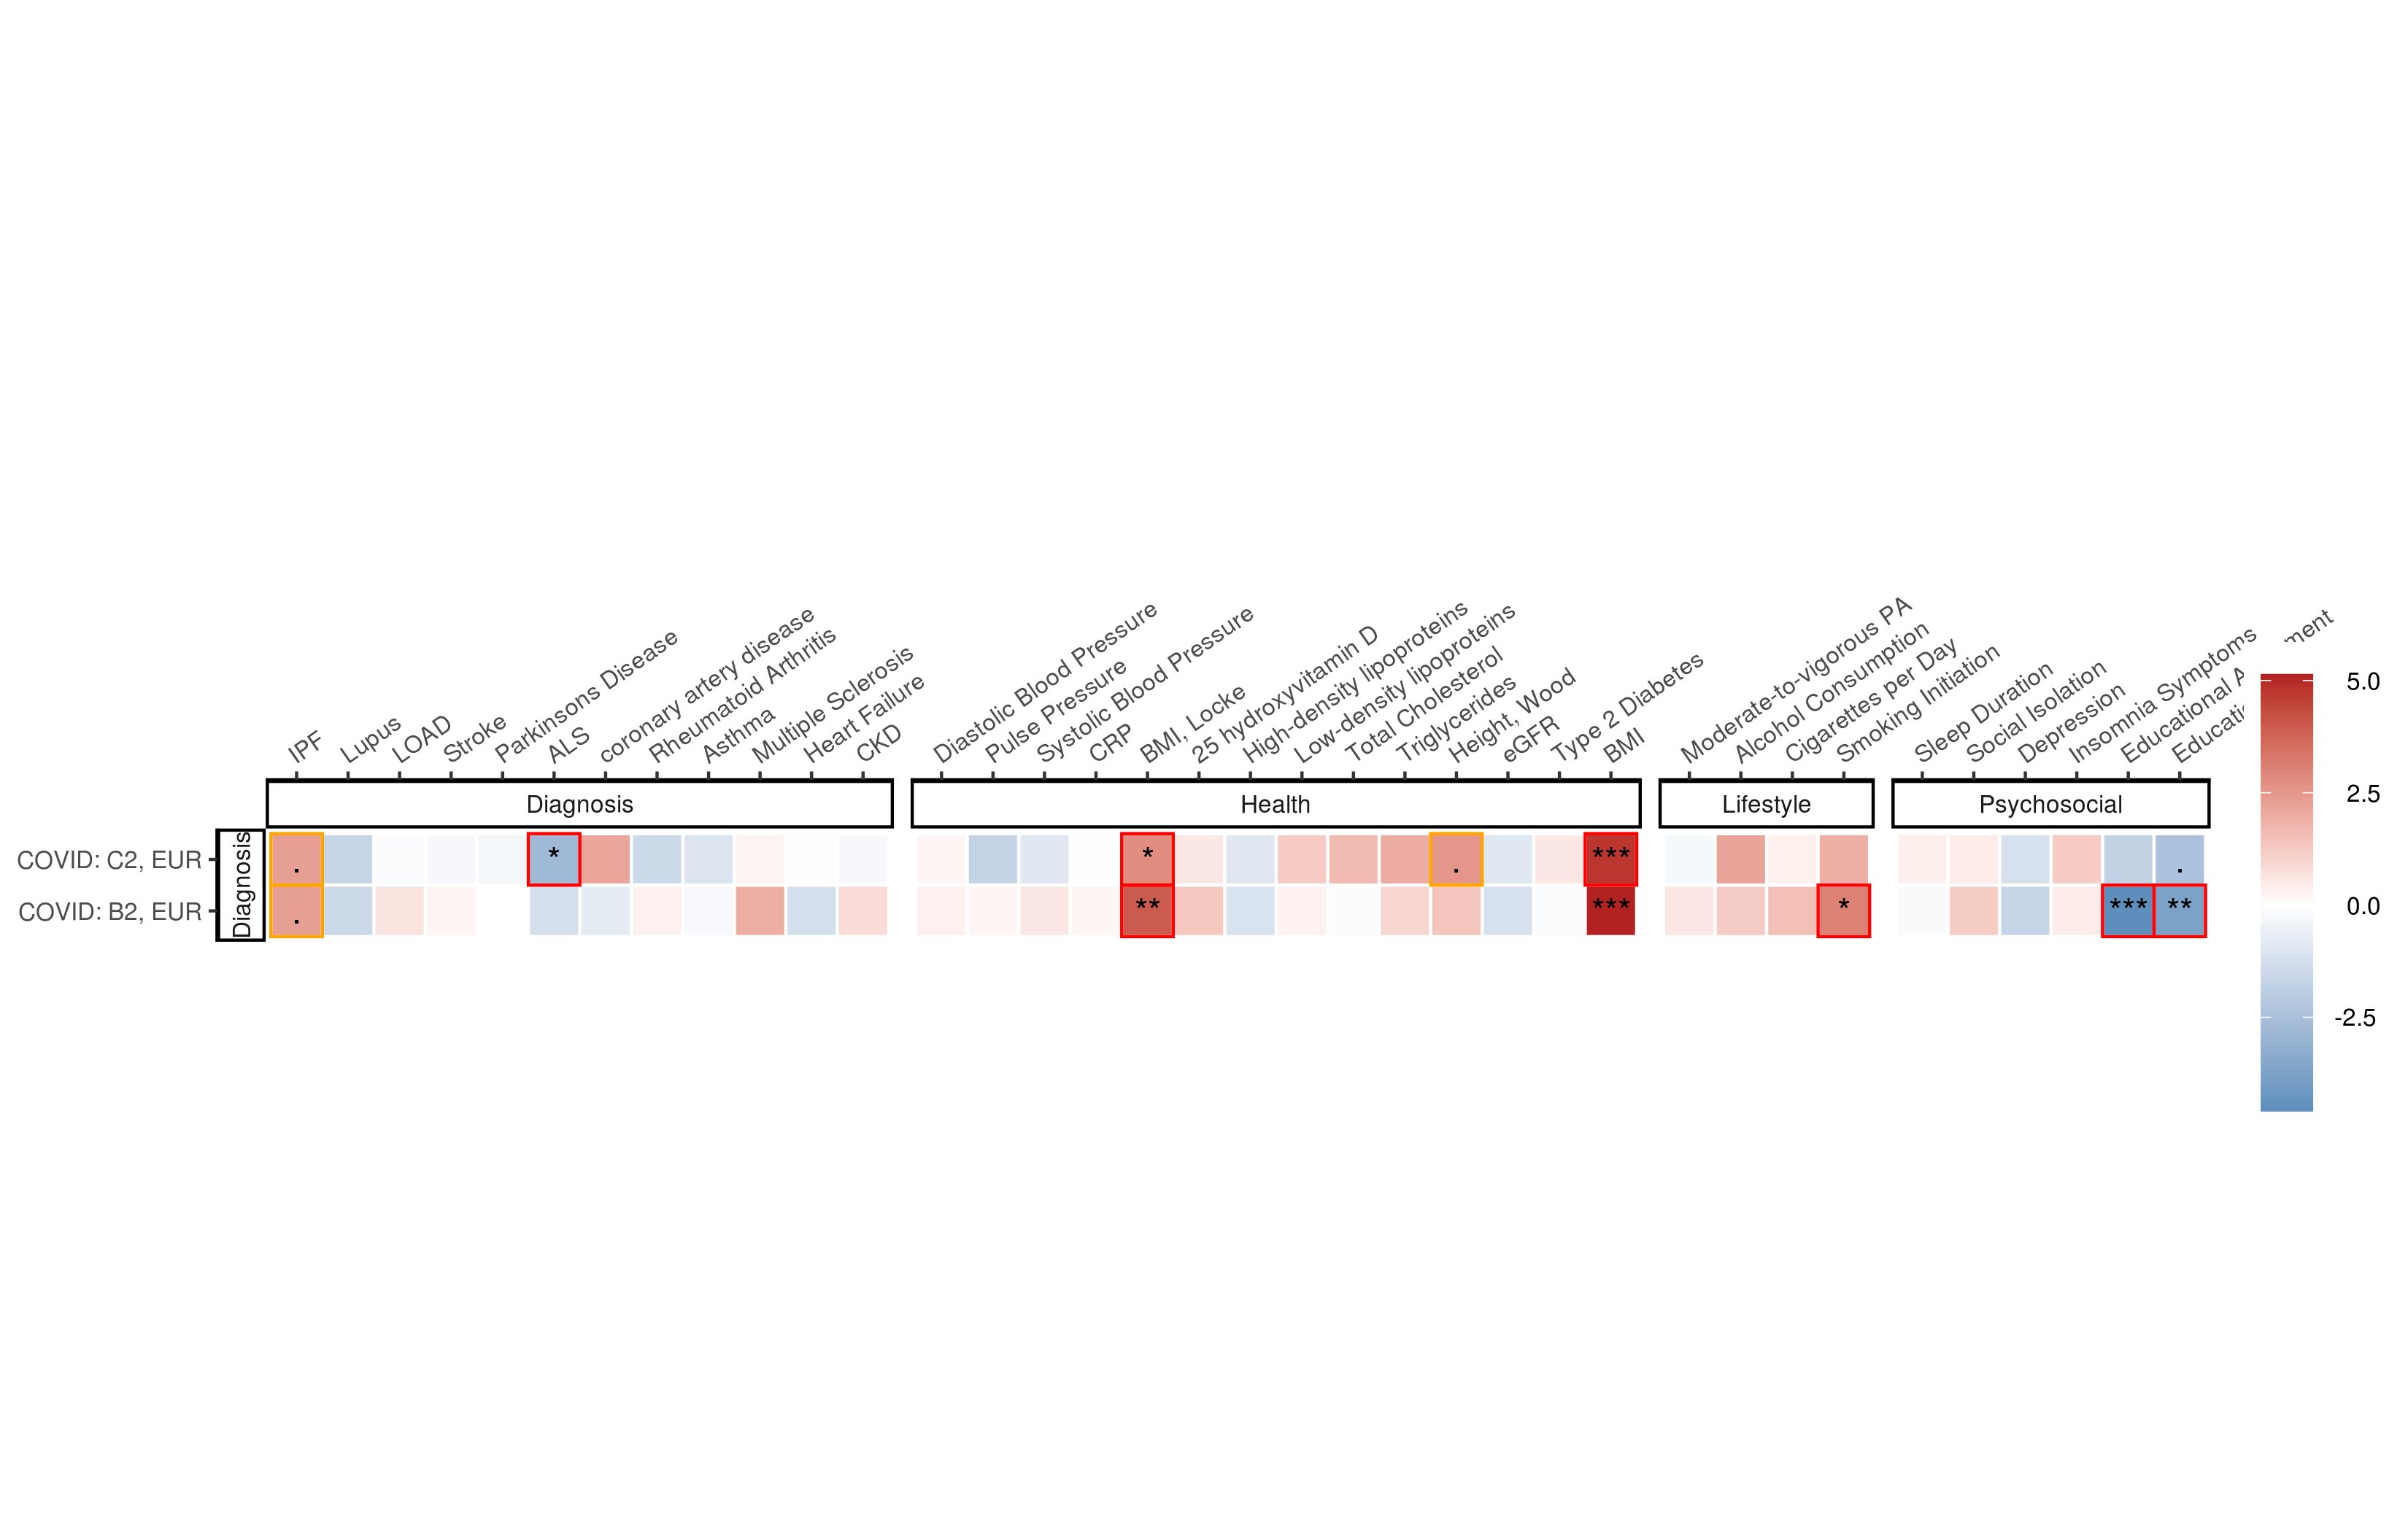 IPF
Lupus
LOAD
Stroke
Parkinsons Disease
ALS
coronary artery disease
Rheumatoid Arthritis
Asthma
Multiple Sclerosis
Heart Failure
CKD
Diastolic Blood Pressure
Pulse Pressure
Systolic Blood Pressure
CRP
BMI, Locke
25 hydroxyvitamin D
High-density lipoproteins
Low-density lipoproteins
Total Cholesterol
Triglycerides
Height, Wood
eGFR
Type 2 Diabetes
BMI
Moderate-to-vigorous PA
Alcohol Consumption
Cigarettes per Day
Smoking Initiation
Sleep Duration
Social Isolation
Depression
Insomnia Symptoms
Educational
Diagnosis
Health
Lifestyle
Psychosocial
Diagnosis
COVID: C2, EUR
. * * . *** .
COVID: B2, EUR
. ** *** * *** **
5.0
2.5
0.0
-2.5